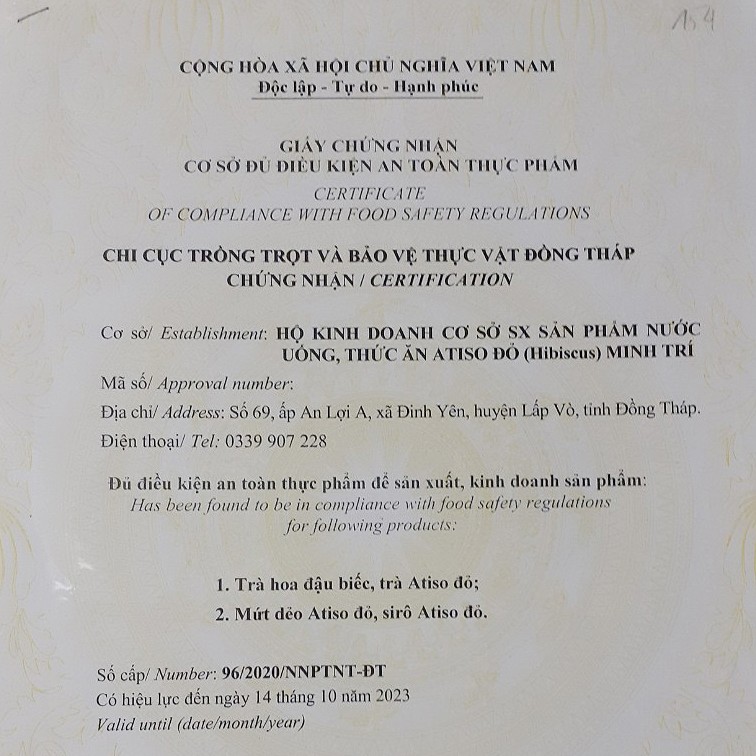 154
CỘNG HÒA XÃ HỘI CHỦ NGHĨA VIỆT NAM
Độc lập - Tự do - Hạnh phúc
GIẤY CHỨNG NHẬN
CƠ SỞ ĐỦ ĐIỀU KIỆN AN TOÀN THỰC PHẨM
CERTIFICATE
OF COMPLIANCE WITH FOOD SAFETY REGULATIONS
CHI CỤC TRỒNG TRỌT VÀ BẢO VỆ THỰC VẬT ĐỒNG THÁP
CHỨNG NHẬN / CERTIFICATION
Cơ sở/ Establishment: HỘ KINH DOANH CƠ SỞ SX SẢN PHẨM NƯỚC
UỐNG, THỨC ĂN ATISO ĐỎ (Hibiscus) MINH TRÍ
Mã số/ Approval number:
Địa chỉ/ Address: Số 69, ấp An Lợi A, xã Đinh Yên, huyện Lấp Vò, tỉnh Đồng Tháp.
Điện thoại/ Tel: 0339 907 228
Đủ điều kiện an toàn thực phẩm để sản xuất, kinh doanh sản phẩm:
Has been found to be in compliance with food safety regulations
for following products:
1. Trà hoa đậu biếc, trà Atiso đỏ;
2. Mứt dẻo Atiso đỏ, sirô Atiso đỏ.
Số cấp/ Number: 96/2020/NNPTNT-ĐT
Có hiệu lực đến ngày 14 tháng 10 năm 2023
Valid until (date/month/year)